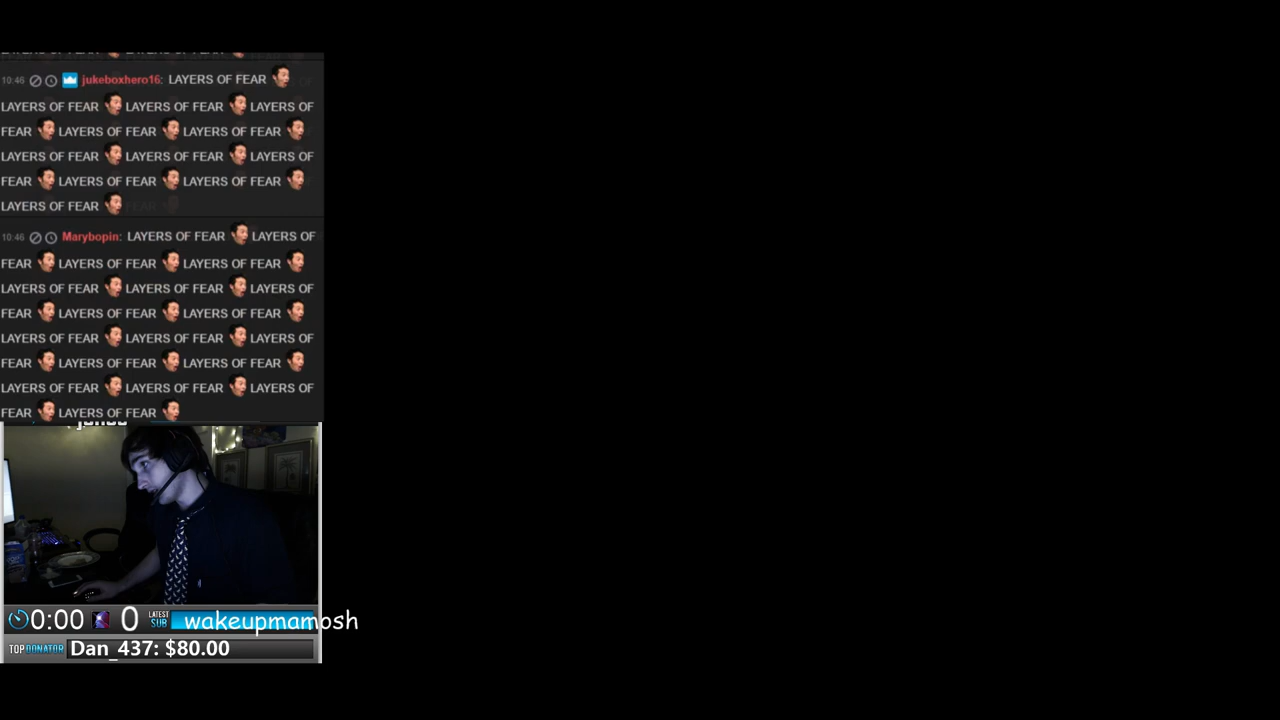 10:46 jukeboxhero16: LAYERS OF FEAR
LAYERS OF FEAR LAYERS OF FEAR LAYERS OF
FEAR LAYERS OF FEAR LAYERS OF FEAR
LAYERS OF FEAR LAYERS OF FEAR LAYERS OF
FEAR LAYERS OF FEAR LAYERS OF FEAR
LAYERS OF FEAR
10:46 Marybopin: LAYERS OF FEAR LAYERS OF
FEAR LAYERS OF FEAR LAYERS OF FEAR
LAYERS OF FEAR LAYERS OF FEAR LAYERS OF
FEAR LAYERS OF FEAR LAYERS OF FEAR
LAYERS OF FEAR LAYERS OF FEAR LAYERS OF
FEAR LAYERS OF FEAR LAYERS OF FEAR
LAYERS OF FEAR LAYERS OF FEAR LAYERS OF
FEAR LAYERS OF FEAR
0:00 0 LATEST SUB wakeupmamosh
TOP DONATOR Dan_437: $80.00